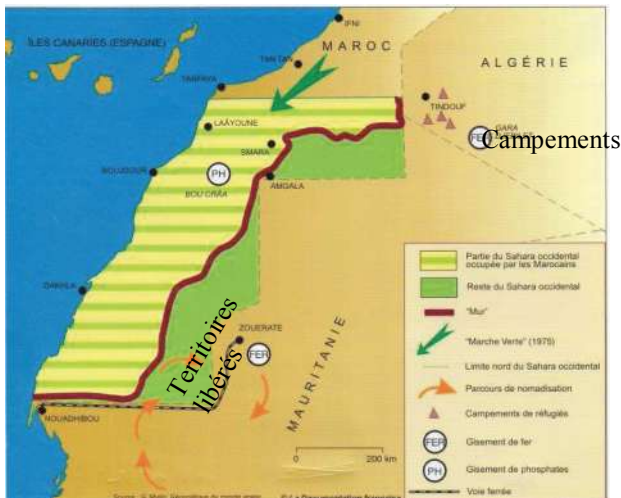 IFNI
ÎLES CANARIES (ESPAGNE)
MAROC
TAN TAN
ALGÉRIE
TARFAYA
TINDOUF
LAÂYOUNE
GARA
FER
Campements
SMARA
BOUJDOUR
PH
BOU CRÂA
AMGALA
DAKHLA
ZOUERATE
FER
Territoires
libérés
MAURITANIE
NOUADHIBOU
0 200 km
Partie du Sahara occidental
occupée par les Marocains
Reste du Sahara occidental
"Mur"
"Marche Verte" (1975)
Limite nord du Sahara occidental
Parcours de nomadisation
Campements de réfugiés
FER
Gisement de fer
PH
Gisement de phosphates
Voie ferrée